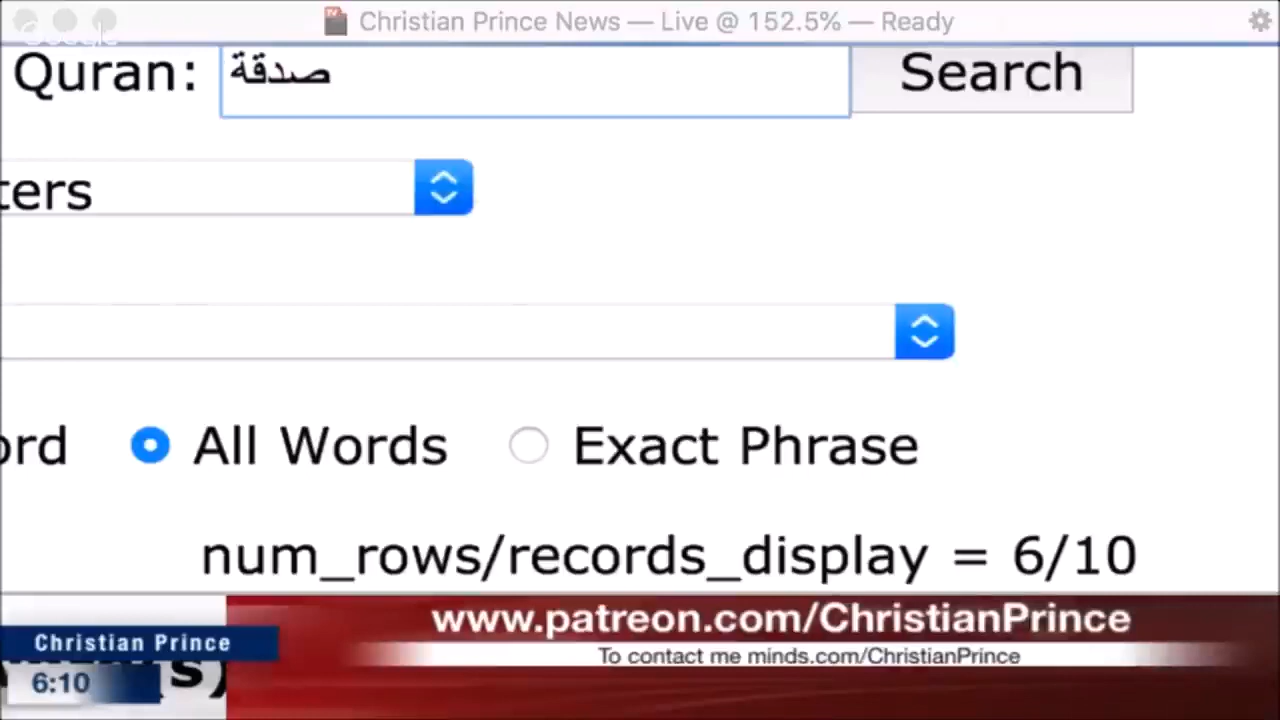 Christian Prince News — Live @ 152.5% — Ready
Google
Quran: صدقة Search
ters
ord All Words Exact Phrase
num_rows/records_display = 6/10
www.patreon.com/ChristianPrince
Christian Prince
To contact me minds.com/ChristianPrince
6:10
(s)